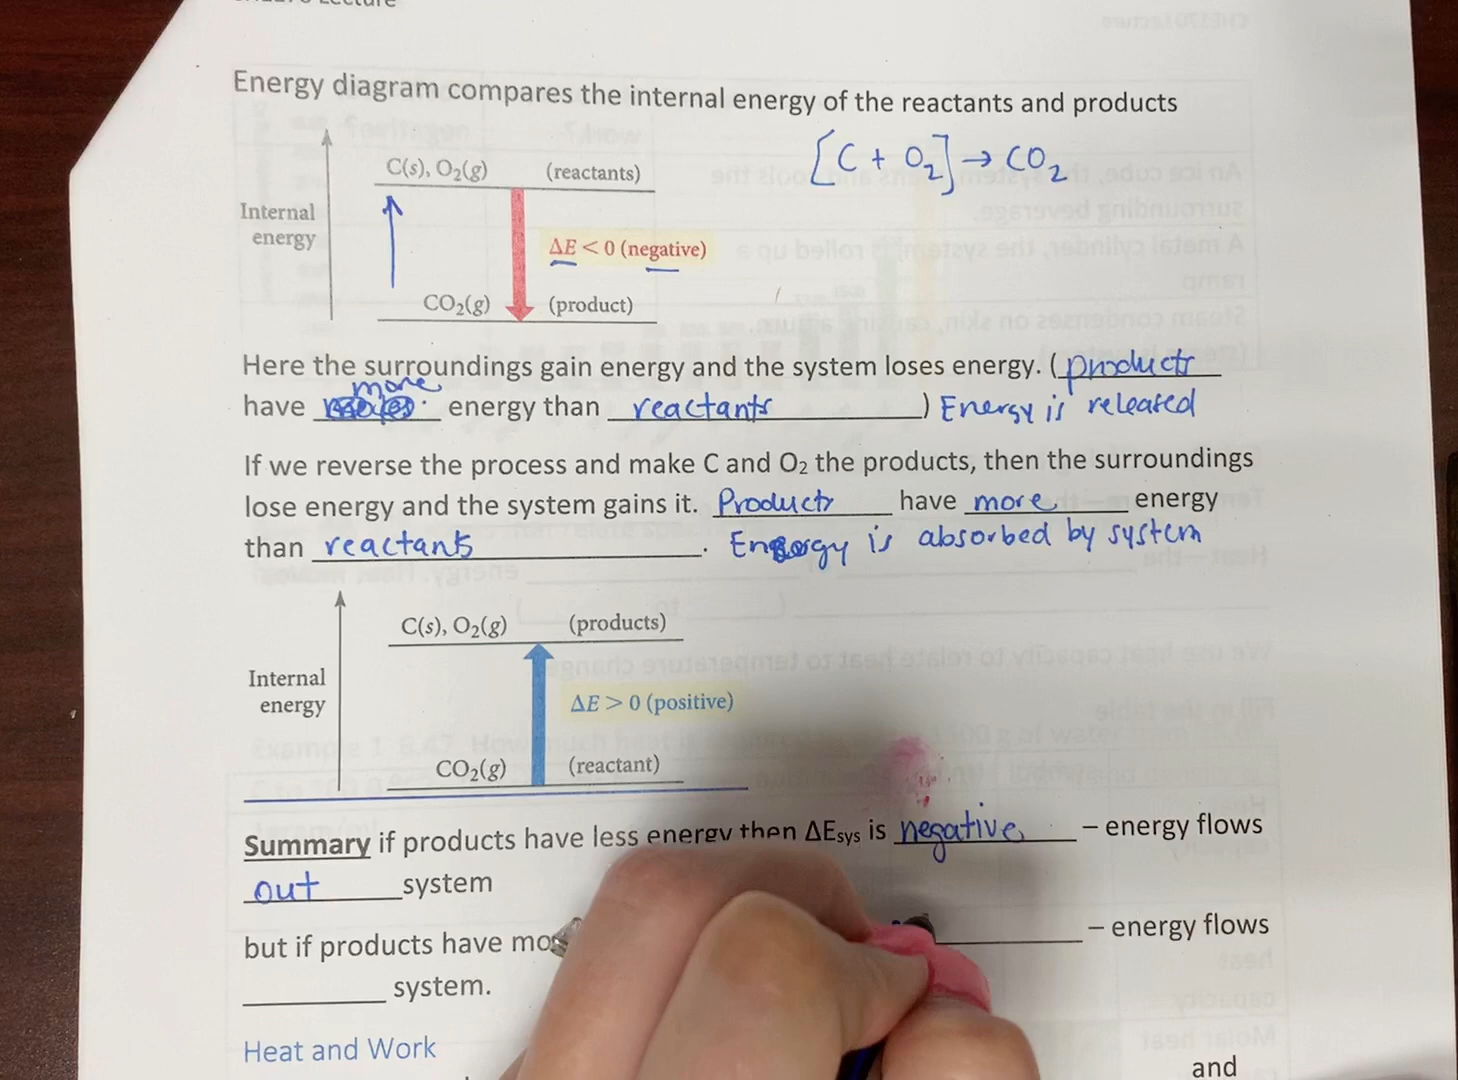 Energy diagram compares the internal energy of the reactants and products
[C + O₂] → CO₂
C(s), O₂(g) (reactants)
Internal
energy
ΔE < 0 (negative)
CO₂(g) (product)
Here the surroundings gain energy and the system loses energy. (products
more
have energy than reactants ) Energy is released
If we reverse the process and make C and O₂ the products, then the surroundings
lose energy and the system gains it. Products have more energy
than reactants. Energy is absorbed by system
C(s), O₂(g) (products)
Internal
energy
ΔE > 0 (positive)
CO₂(g) (reactant)
Summary if products have less energy then ΔEsys is negative – energy flows
out system
but if products have – energy flows
system.
Heat and Work
and